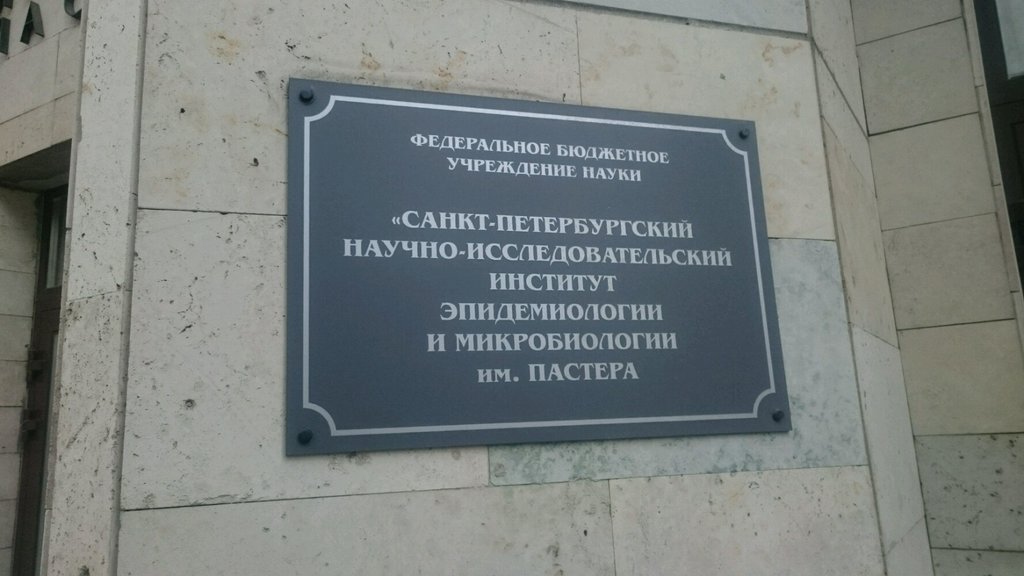 ФЕДЕРАЛЬНОЕ БЮДЖЕТНОЕ
УЧРЕЖДЕНИЕ НАУКИ
«САНКТ-ПЕТЕРБУРГСКИЙ
НАУЧНО-ИССЛЕДОВАТЕЛЬСКИЙ
ИНСТИТУТ
ЭПИДЕМИОЛОГИИ
И МИКРОБИОЛОГИИ
им. ПАСТЕРА